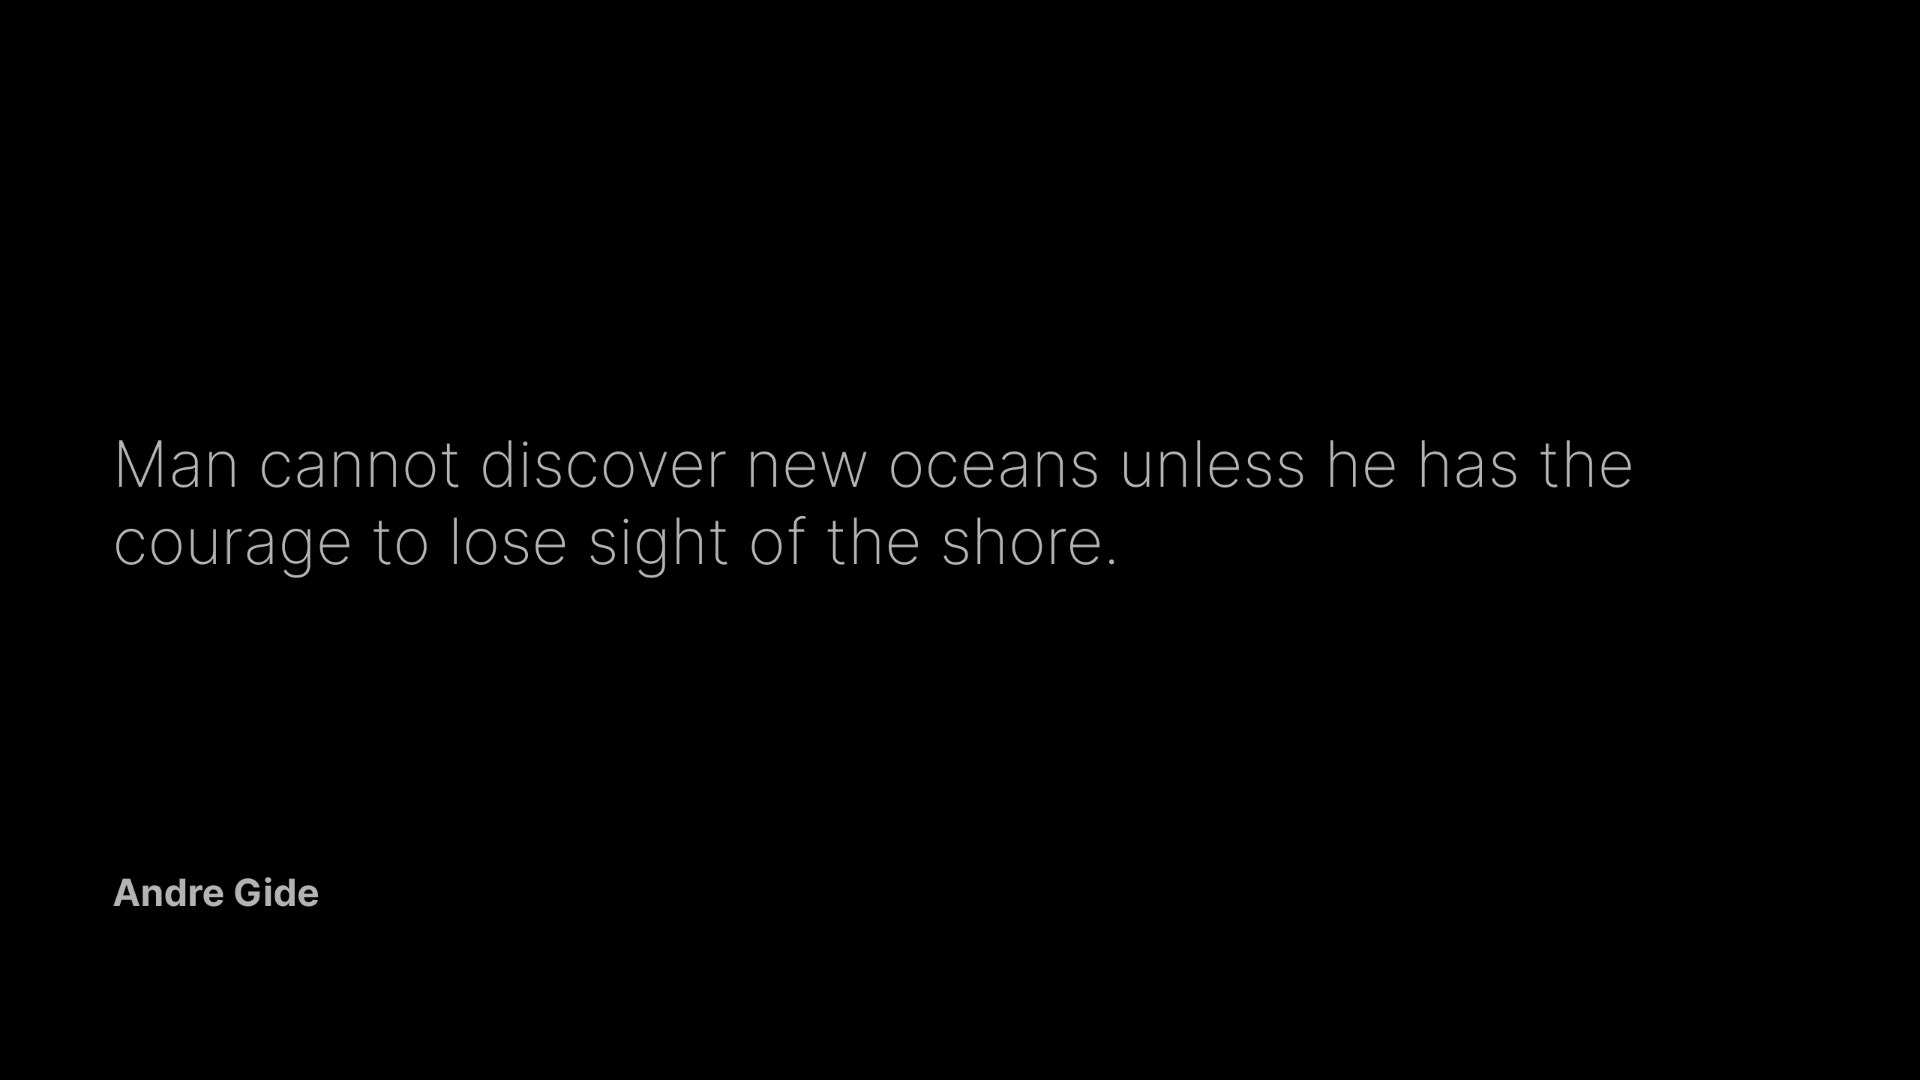 Man cannot discover new oceans unless he has the
courage to lose sight of the shore.
Andre Gide